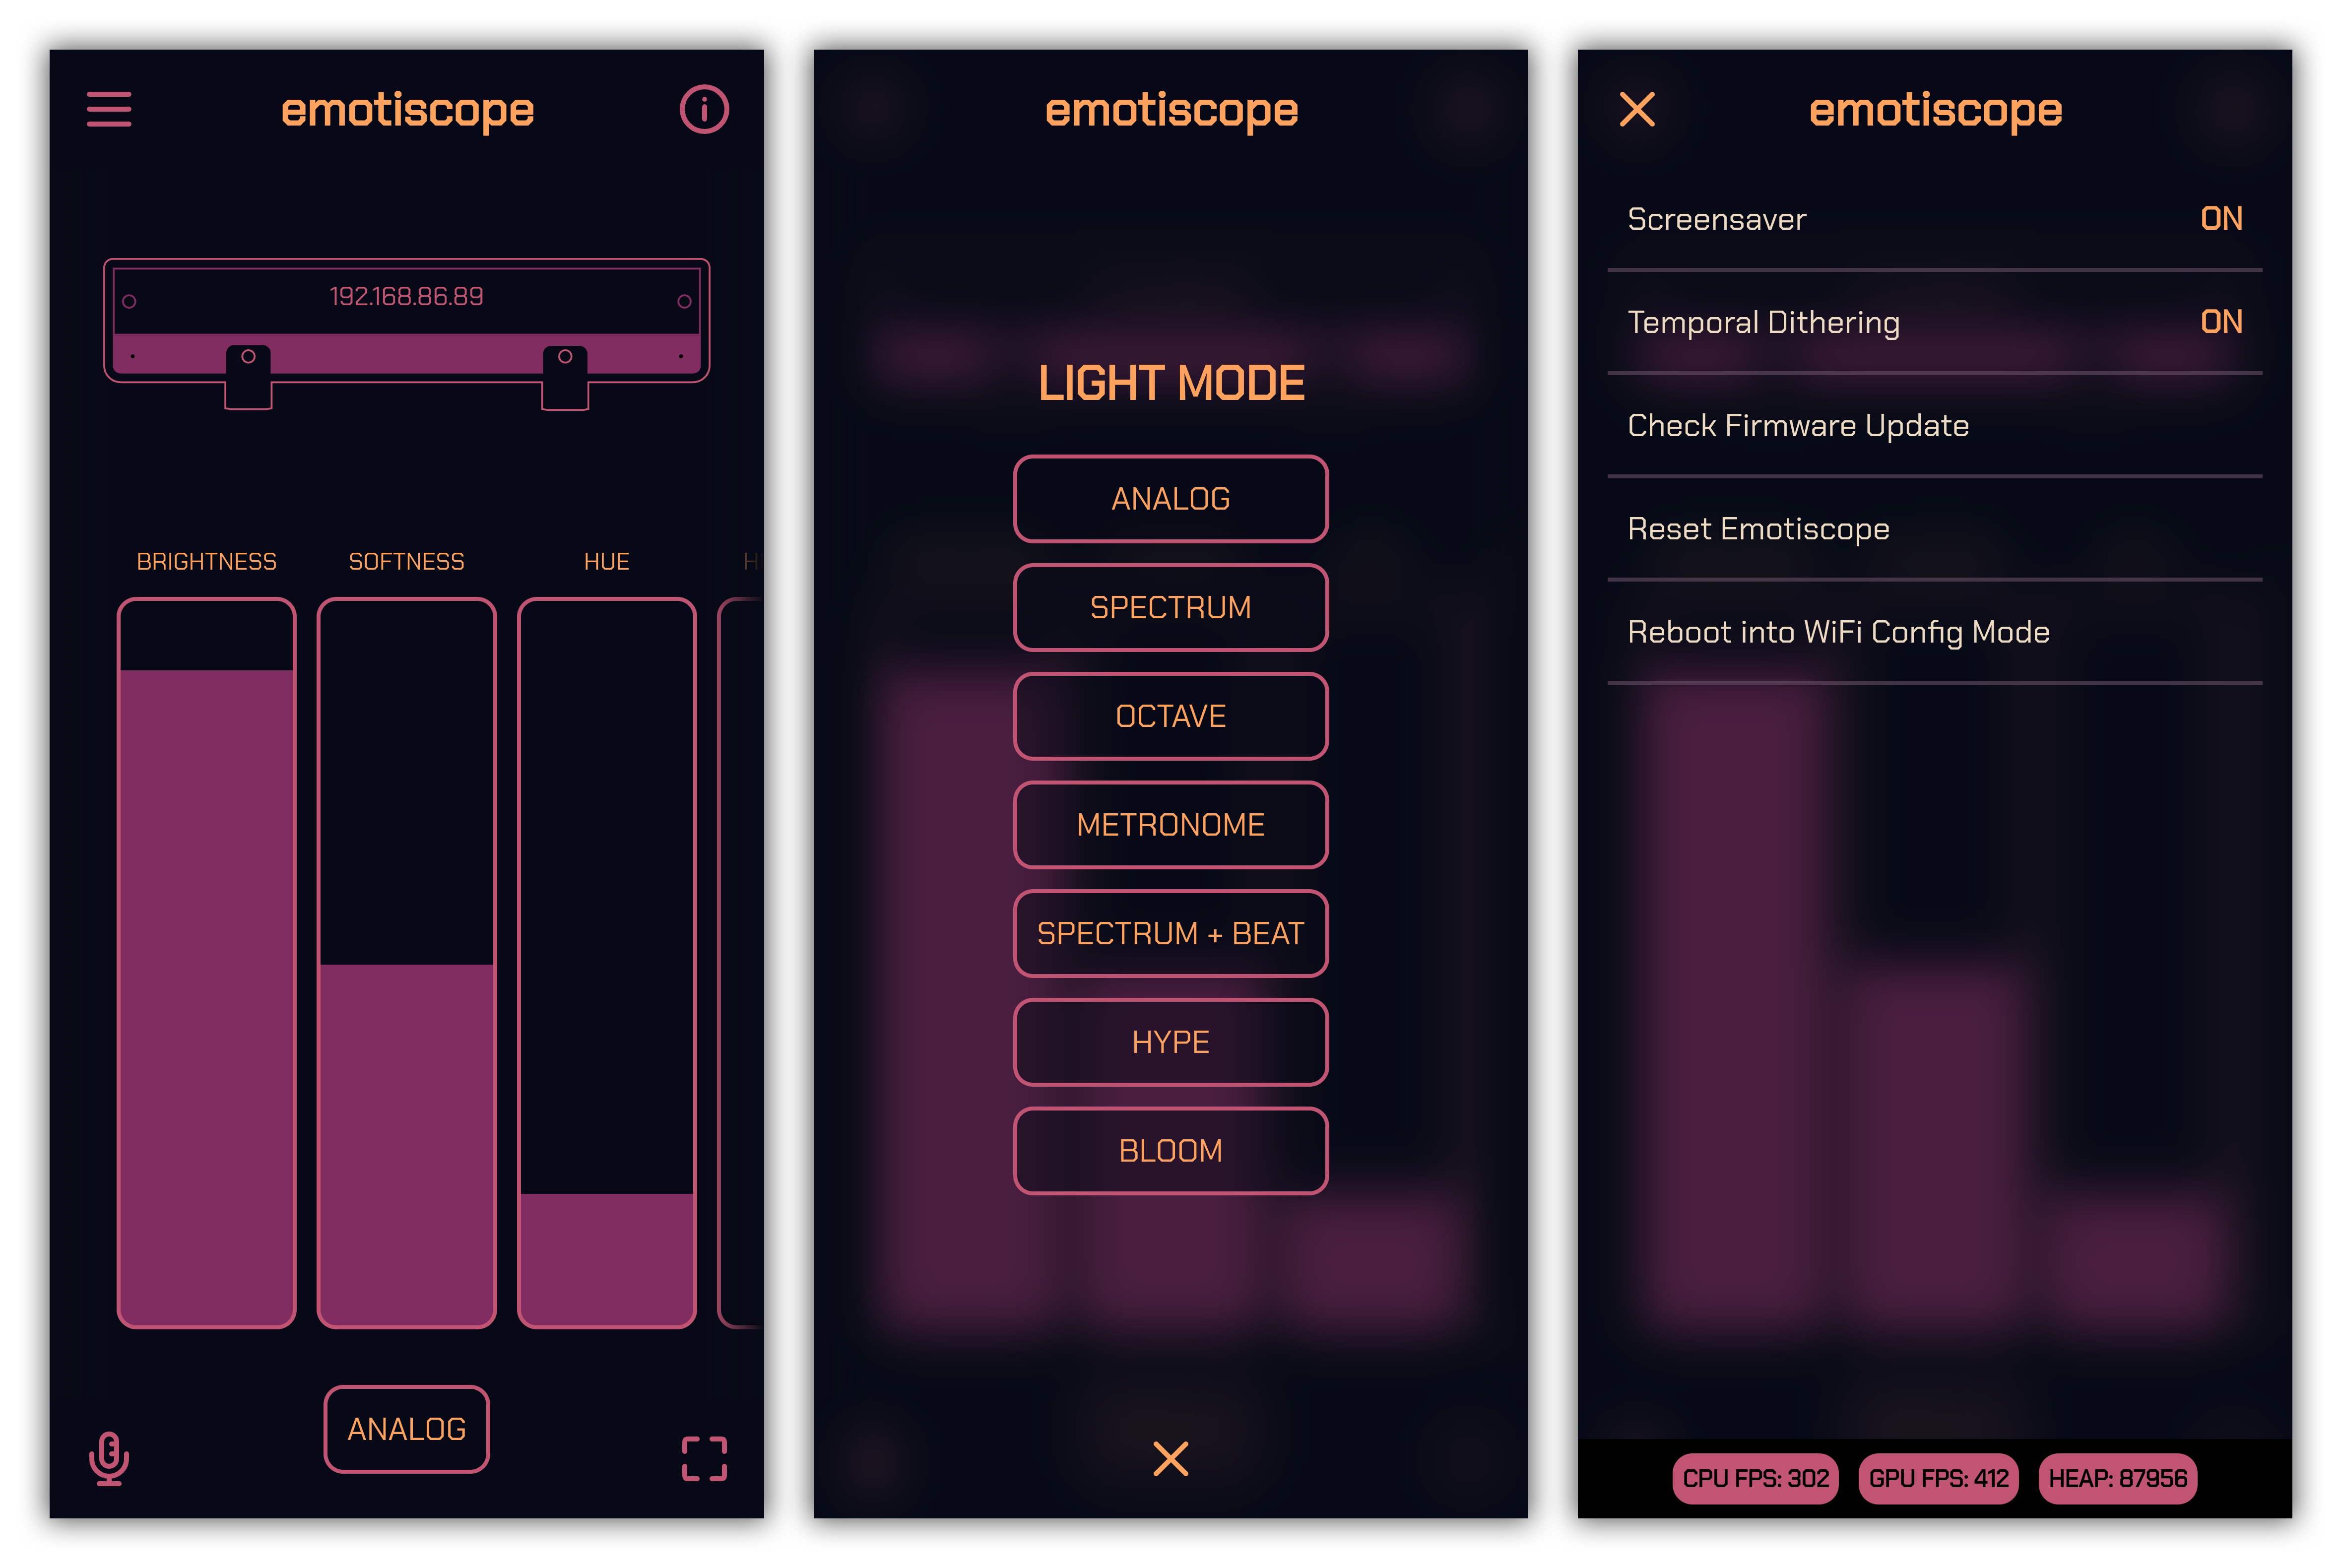 emotiscope
192.168.86.89
BRIGHTNESS SOFTNESS HUE H
ANALOG
emotiscope
LIGHT MODE
ANALOG
SPECTRUM
OCTAVE
METRONOME
SPECTRUM + BEAT
HYPE
BLOOM
emotiscope
Screensaver ON
Temporal Dithering ON
Check Firmware Update
Reset Emotiscope
Reboot into WiFi Config Mode
CPU FPS: 302 GPU FPS: 412 HEAP: 87956